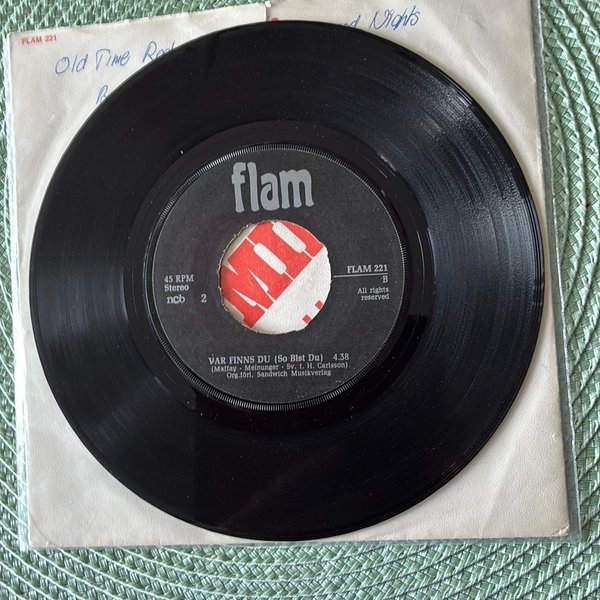 FLAM 221
Old Time Rock
Nights
flam
45 RPM
Stereo
ncb 2
FLAM 221
B
All rights
reserved
VAR FINNS DU (So Bist Du) 4.38
(Maffay - Meinunger - Sv. t. H. Carlsson)
Org.förl. Sandwich Musikverlag